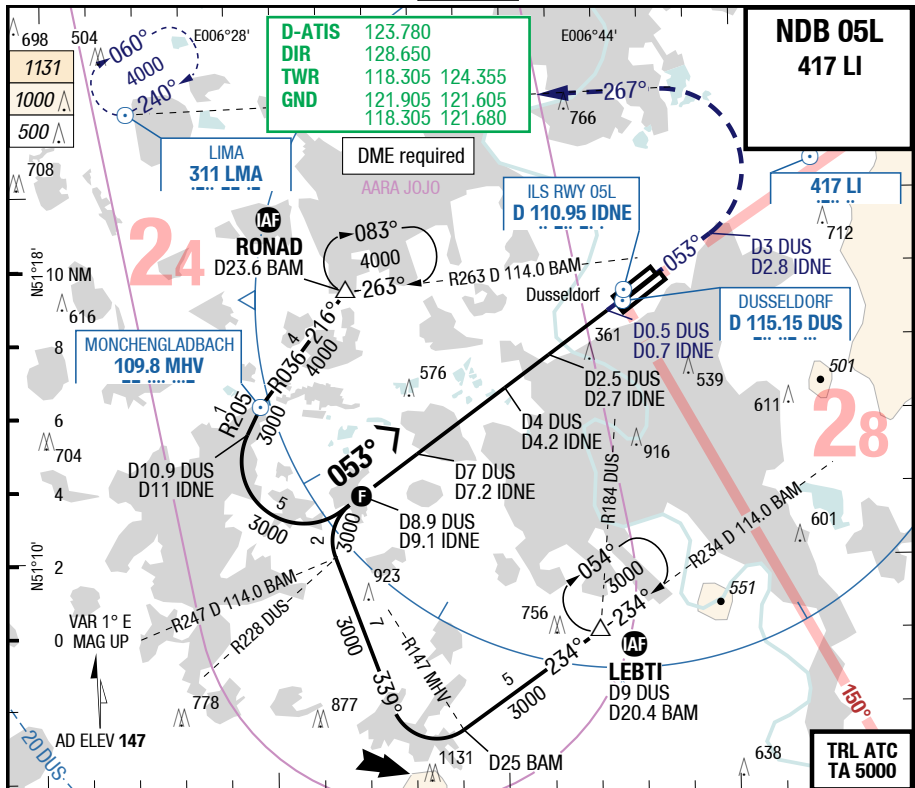 NDB 05L
417 LI
D-ATIS 123.780
DIR 128.650
TWR 118.305 124.355
GND 121.905 121.605
118.305 121.680
E006°28'
E006°44'
698
504
1131
1000
500
708
060°
4000
240°
LIMA
311 LMA
DME required
AARA JOJO
267°
766
ILS RWY 05L
D 110.95 IDNE
417 LI
712
24
IAF
RONAD
D23.6 BAM
083°
4000
263°
R263 D 114.0 BAM
053°
D3 DUS
D2.8 IDNE
N51°18'
10 NM
616
Dusseldorf
DUSSELDORF
D 115.15 DUS
MONCHENGLADBACH
109.8 MHV
4
R036
216°
4000
361
D0.5 DUS
D0.7 IDNE
8
576
D2.5 DUS
D2.7 IDNE
539
501
611
28
1
R205
3000
6
704
D4 DUS
D4.2 IDNE
916
D10.9 DUS
D11 IDNE
053°
D7 DUS
D7.2 IDNE
R184 DUS
4
5
3000
F
D8.9 DUS
D9.1 IDNE
2
3000
R234 D 114.0 BAM
601
N51°10'
2
923
054°
3000
234°
551
VAR 1° E
MAG UP
0
R247 D 114.0 BAM
R228 DUS
756
7
3000
R147 MHV
339°
5
3000
234°
IAF
LEBTI
D9 DUS
D20.4 BAM
778
877
150°
AD ELEV 147
20 DUS
1131
D25 BAM
638
TRL ATC
TA 5000